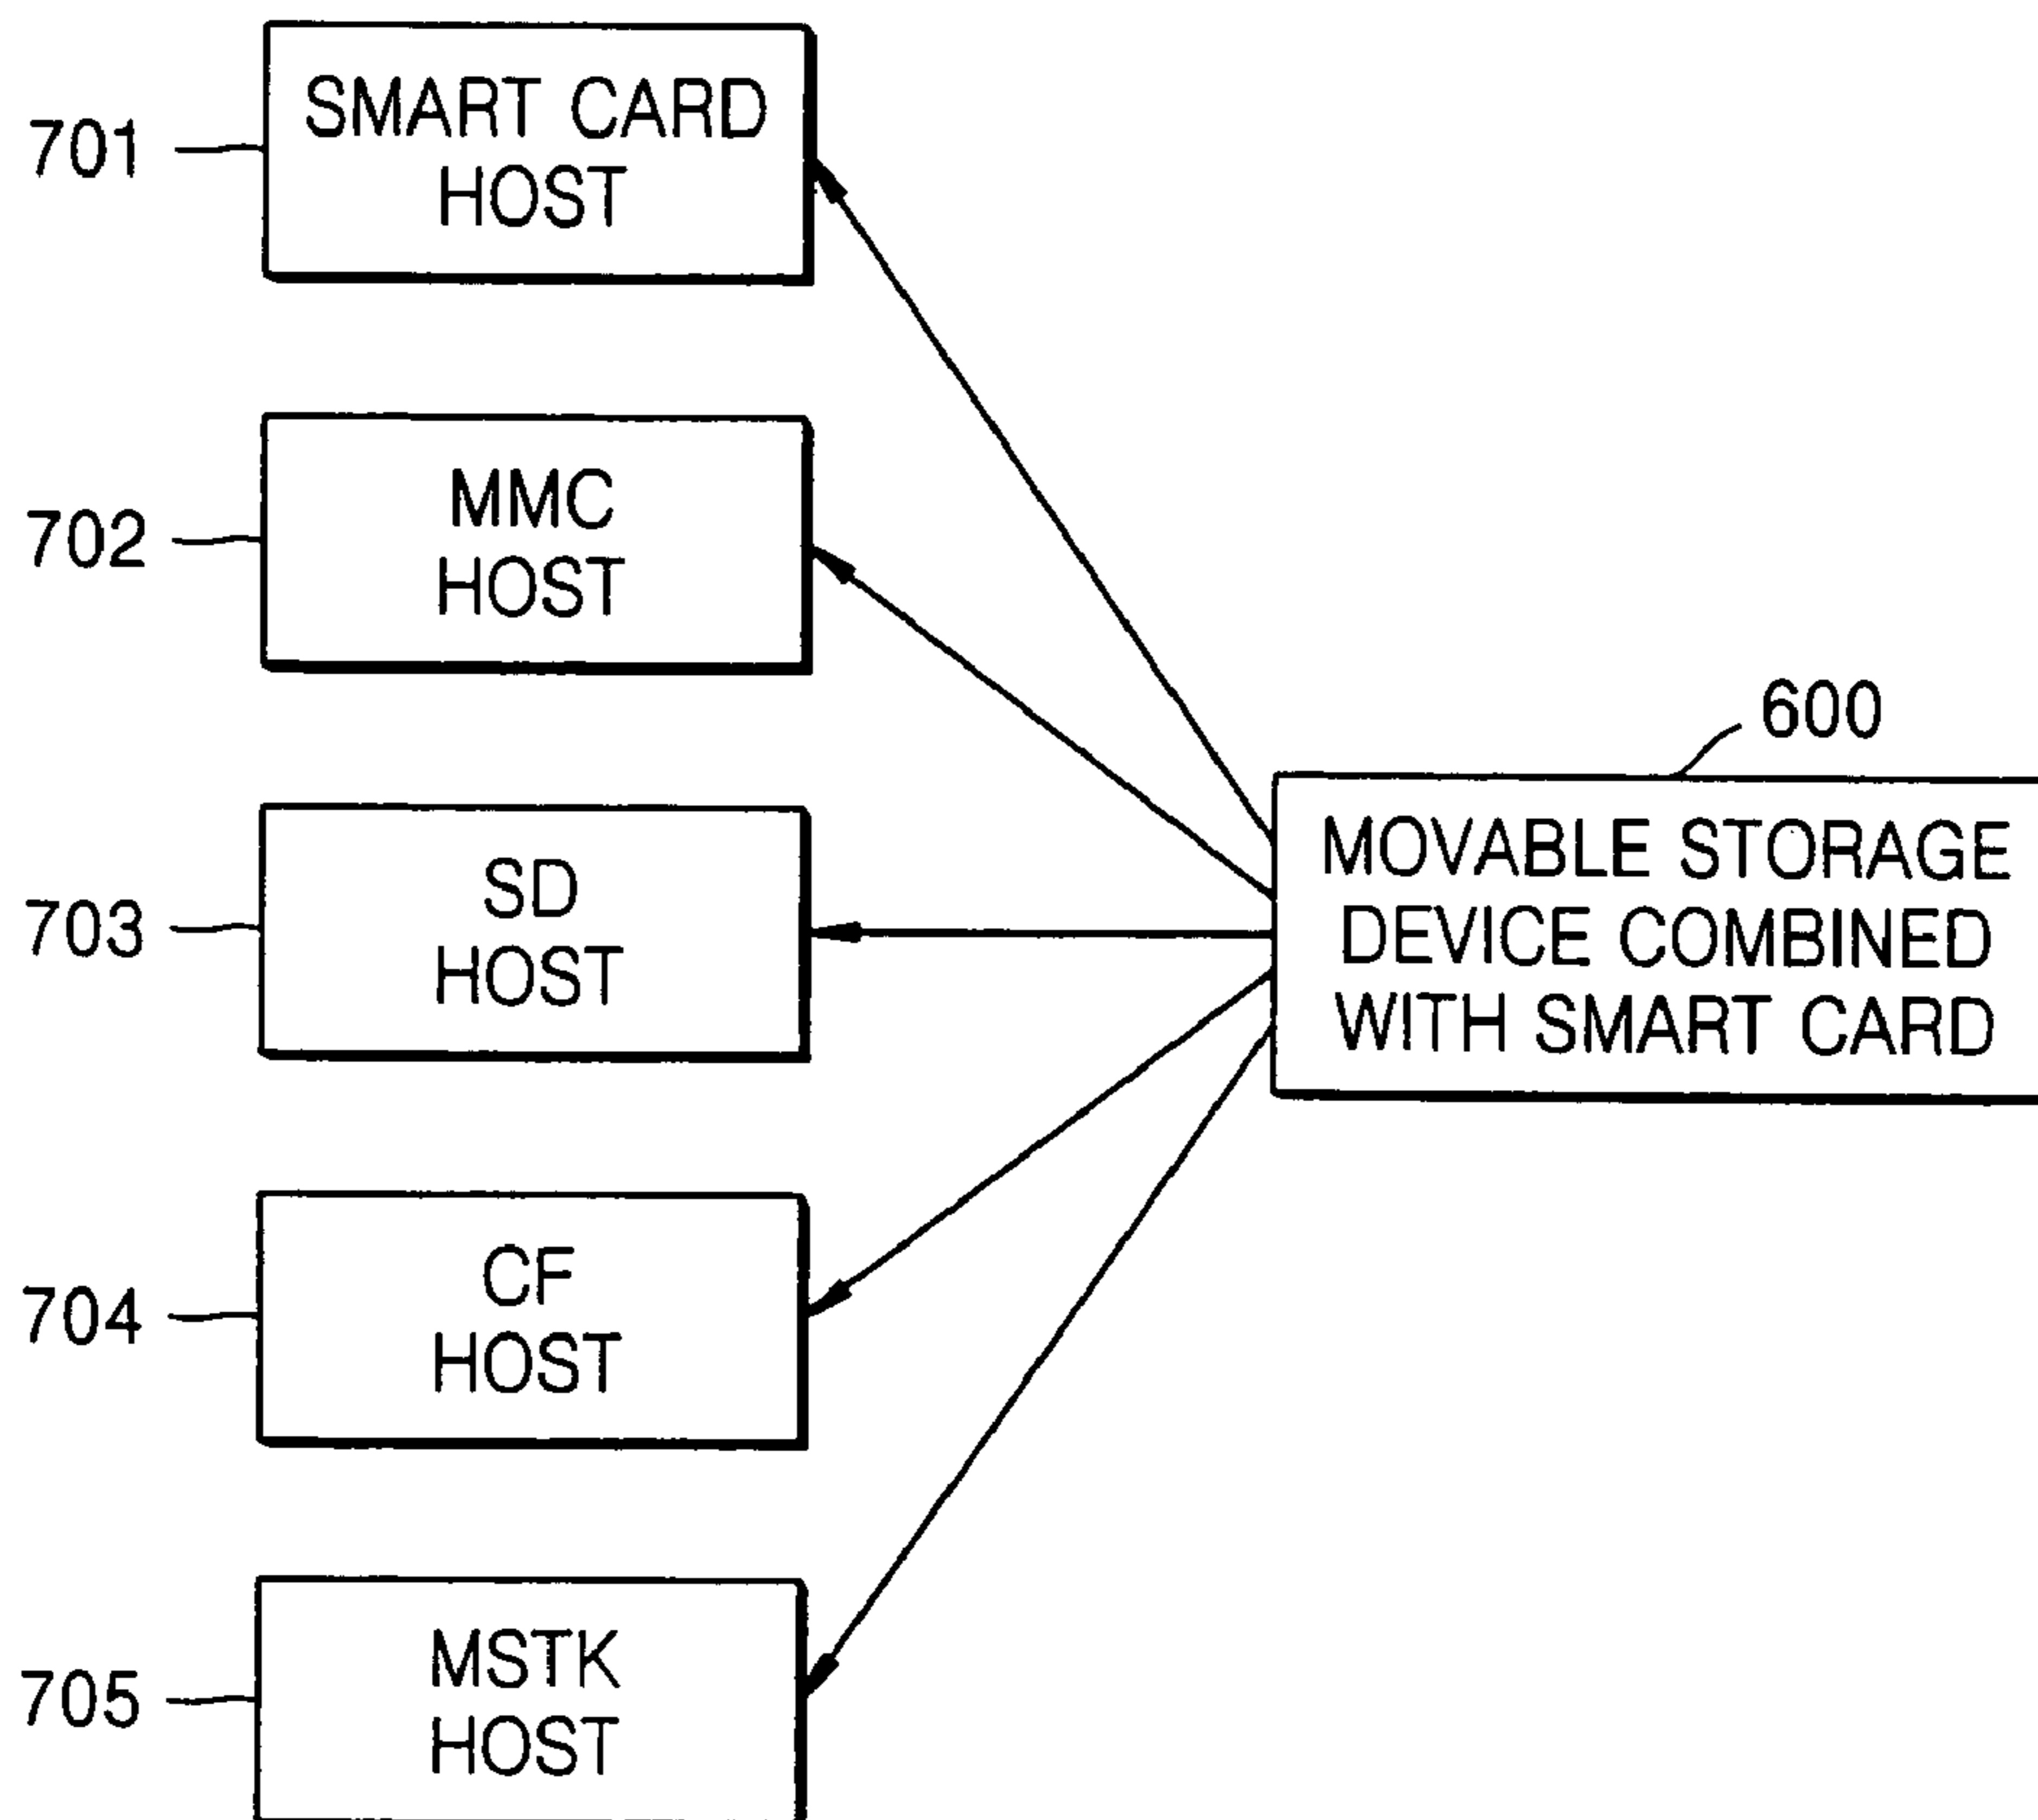 701
SMART CARD
HOST
702
MMC
HOST
600
703
SD
HOST
MOVABLE STORAGE
DEVICE COMBINED
WITH SMART CARD
704
CF
HOST
705
MSTK
HOST